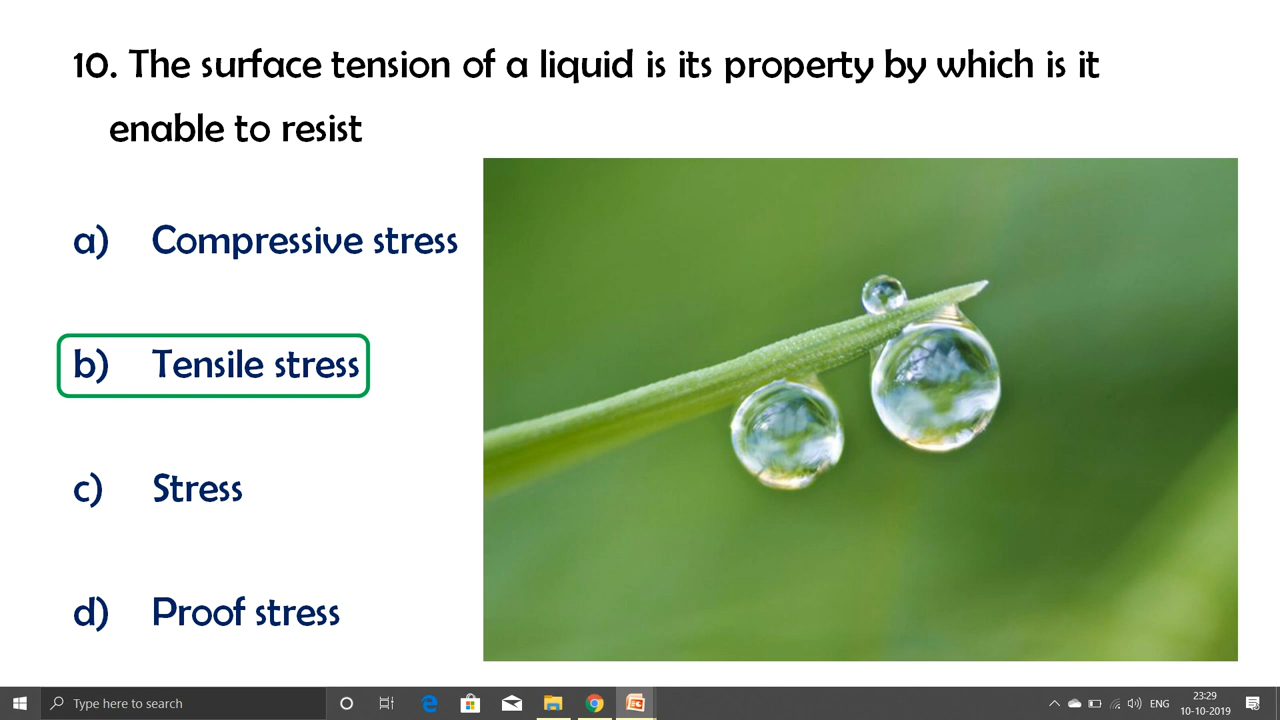 10. The surface tension of a liquid is its property by which is it
enable to resist
a) Compressive stress
b) Tensile stress
c) Stress
d) Proof stress
Type here to search
ENG
23:29
10-10-2019